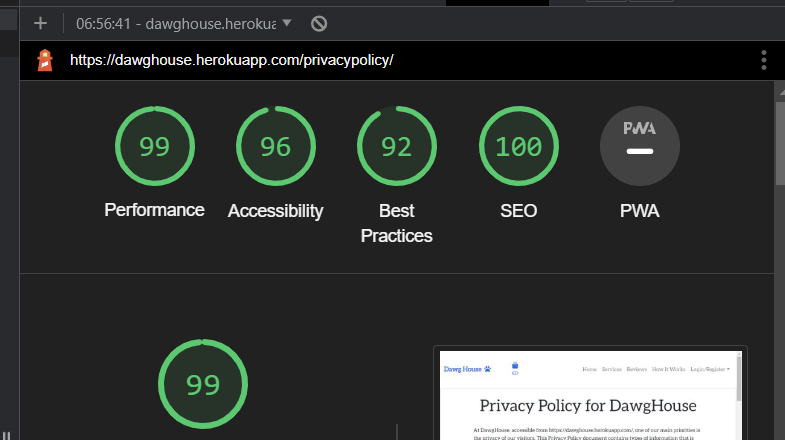 06:56:41 - dawghouse.heroku
https://dawghouse.herokuapp.com/privacypolicy/
99 96 92 100 PWA
Performance Accessibility Best Practices SEO PWA
99
Dawg House £0 Home Services Reviews How It Works Login/Register
Privacy Policy for DawgHouse
At DawgHouse, accessible from https://dawghouse.herokuapp.com/, one of our main priorities is
the privacy of our visitors. This Privacy Policy document contains types of information that is